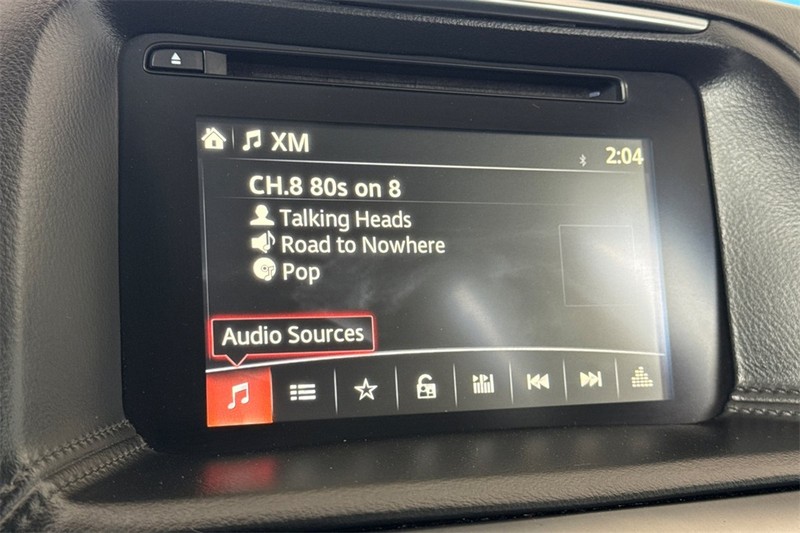 XM
2:04
CH.8 80s on 8
Talking Heads
Road to Nowhere
Pop
Audio Sources